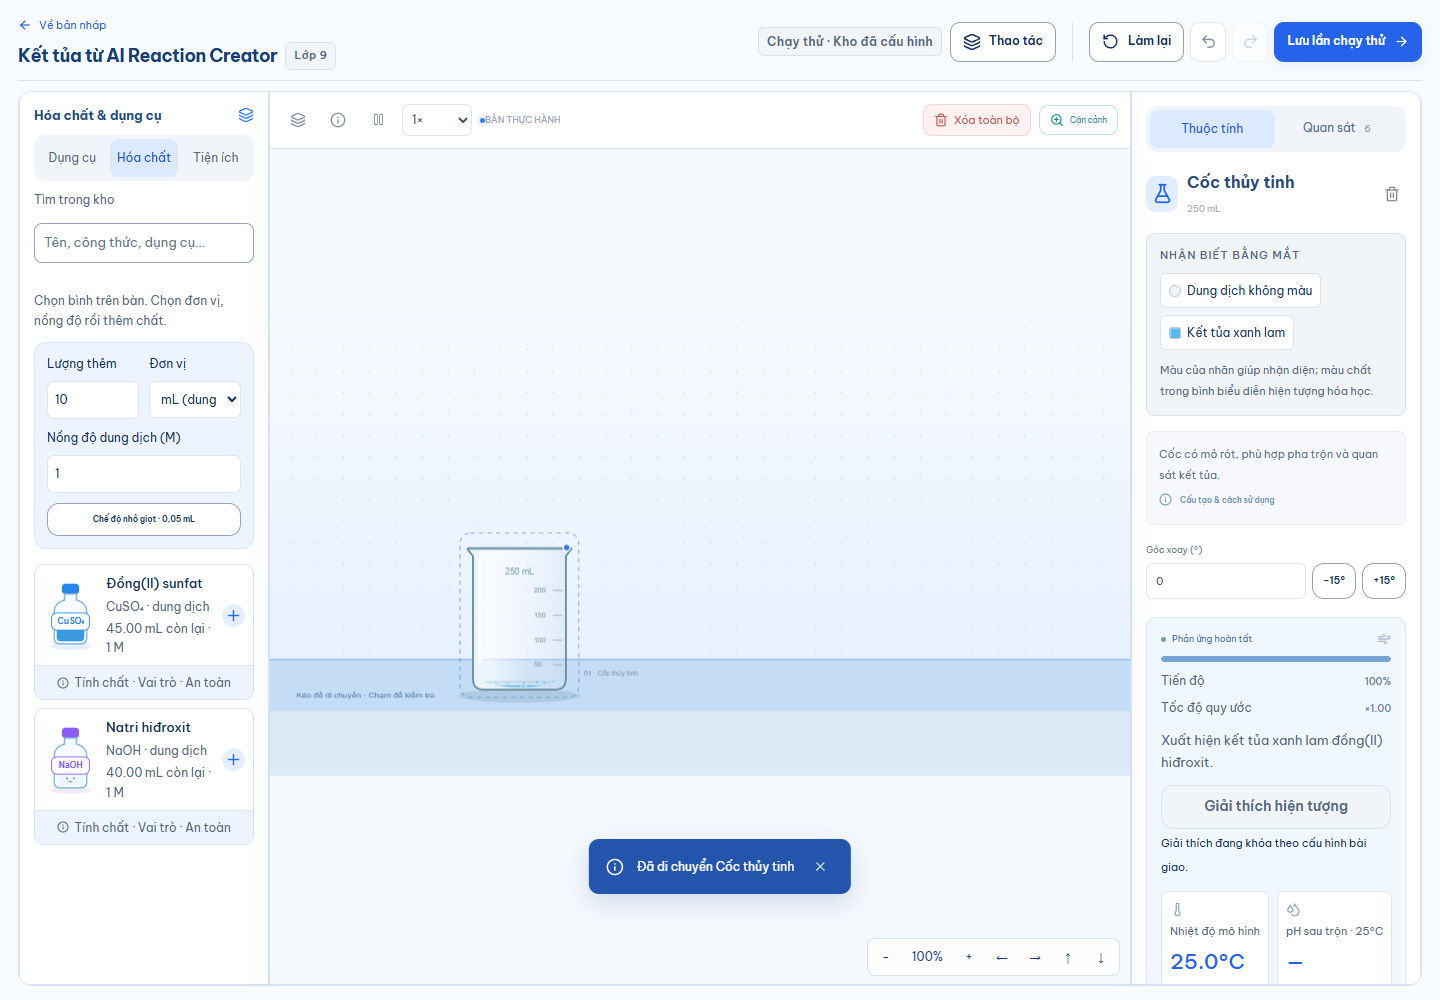 Về bản nháp
Kết tủa từ AI Reaction Creator
Lớp 9
Chạy thử · Kho đã cấu hình
Thao tác
Làm lại
Lưu lần chạy thử
Hóa chất & dụng cụ
Dụng cụ
Hóa chất
Tiện ích
Tìm trong kho
Tên, công thức, dụng cụ...
Chọn bình trên bàn. Chọn đơn vị,
nồng độ rồi thêm chất.
Lượng thêm
Đơn vị
10
mL (dung
Nồng độ dung dịch (M)
1
Chế độ nhỏ giọt · 0,05 mL
CuSO₄
Đồng(II) sunfat
CuSO₄ · dung dịch
45.00 mL còn lại ·
1 M
Tính chất · Vai trò · An toàn
NaOH
Natri hiđroxit
NaOH · dung dịch
40.00 mL còn lại ·
1 M
Tính chất · Vai trò · An toàn
1×
BÀN THỰC HÀNH
Xóa toàn bộ
Cận cảnh
250 mL
200
150
100
50
01 · Cốc thủy tinh
Kéo để di chuyển · Chạm để kiểm tra
Đã di chuyển Cốc thủy tinh
-
100%
+
←
→
↑
↓
Thuộc tính
Quan sát 6
Cốc thủy tinh
250 mL
NHẬN BIẾT BẰNG MẮT
Dung dịch không màu
Kết tủa xanh lam
Màu của nhãn giúp nhận diện; màu chất
trong bình biểu diễn hiện tượng hóa học.
Cốc có mỏ rót, phù hợp pha trộn và quan
sát kết tủa.
Cấu tạo & cách sử dụng
Góc xoay (°)
0
-15°
+15°
Phản ứng hoàn tất
Tiến độ
100%
Tốc độ quy ước
×1.00
Xuất hiện kết tủa xanh lam đồng(II)
hiđroxit.
Giải thích hiện tượng
Giải thích đang khóa theo cấu hình bài
giao.
Nhiệt độ mô hình
25.0°C
pH sau trộn · 25°C
—